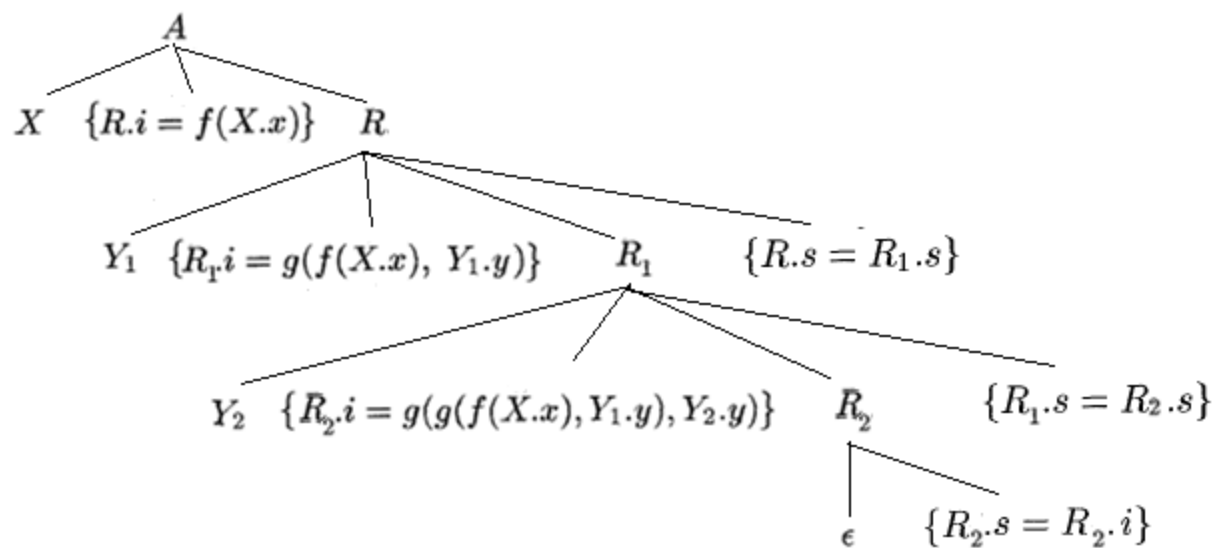 A
X {R.i = f(X.x)} R
Y₁ {R₁.i = g(f(X.x), Y₁.y)} R₁ {R.s = R₁.s}
Y₂ {R₂.i = g(g(f(X.x), Y₁.y), Y₂.y)} R₂ {R₁.s = R₂.s}
ϵ {R₂.s = R₂.i}